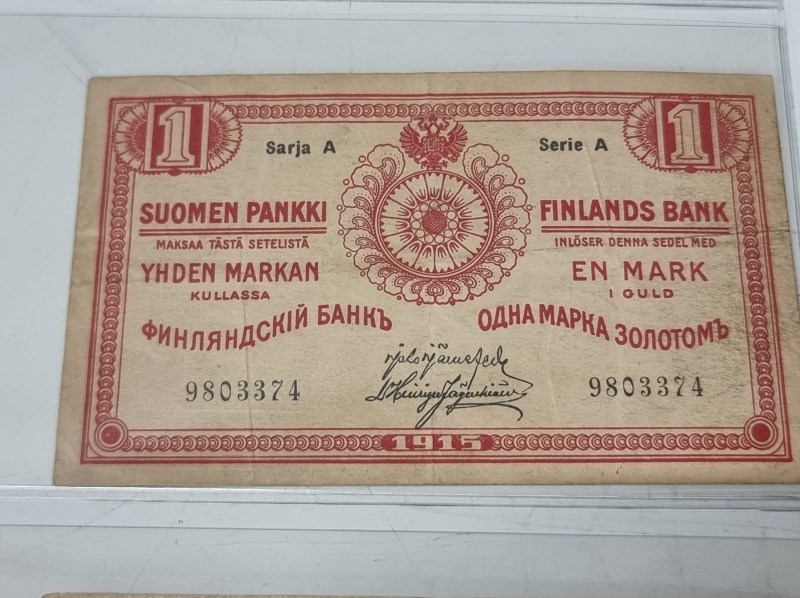 1
1
Sarja A
Serie A
SUOMEN PANKKI
MAKSAA TÄSTÄ SETELISTÄ
YHDEN MARKAN
KULLASSA
FINLANDS BANK
INLÖSER DENNA SEDEL MED
EN MARK
I GULD
ФИНЛЯНДСКІЙ БАНКЪ
ОДНА МАРКА ЗОЛОТОМЪ
9803374
9803374
1915